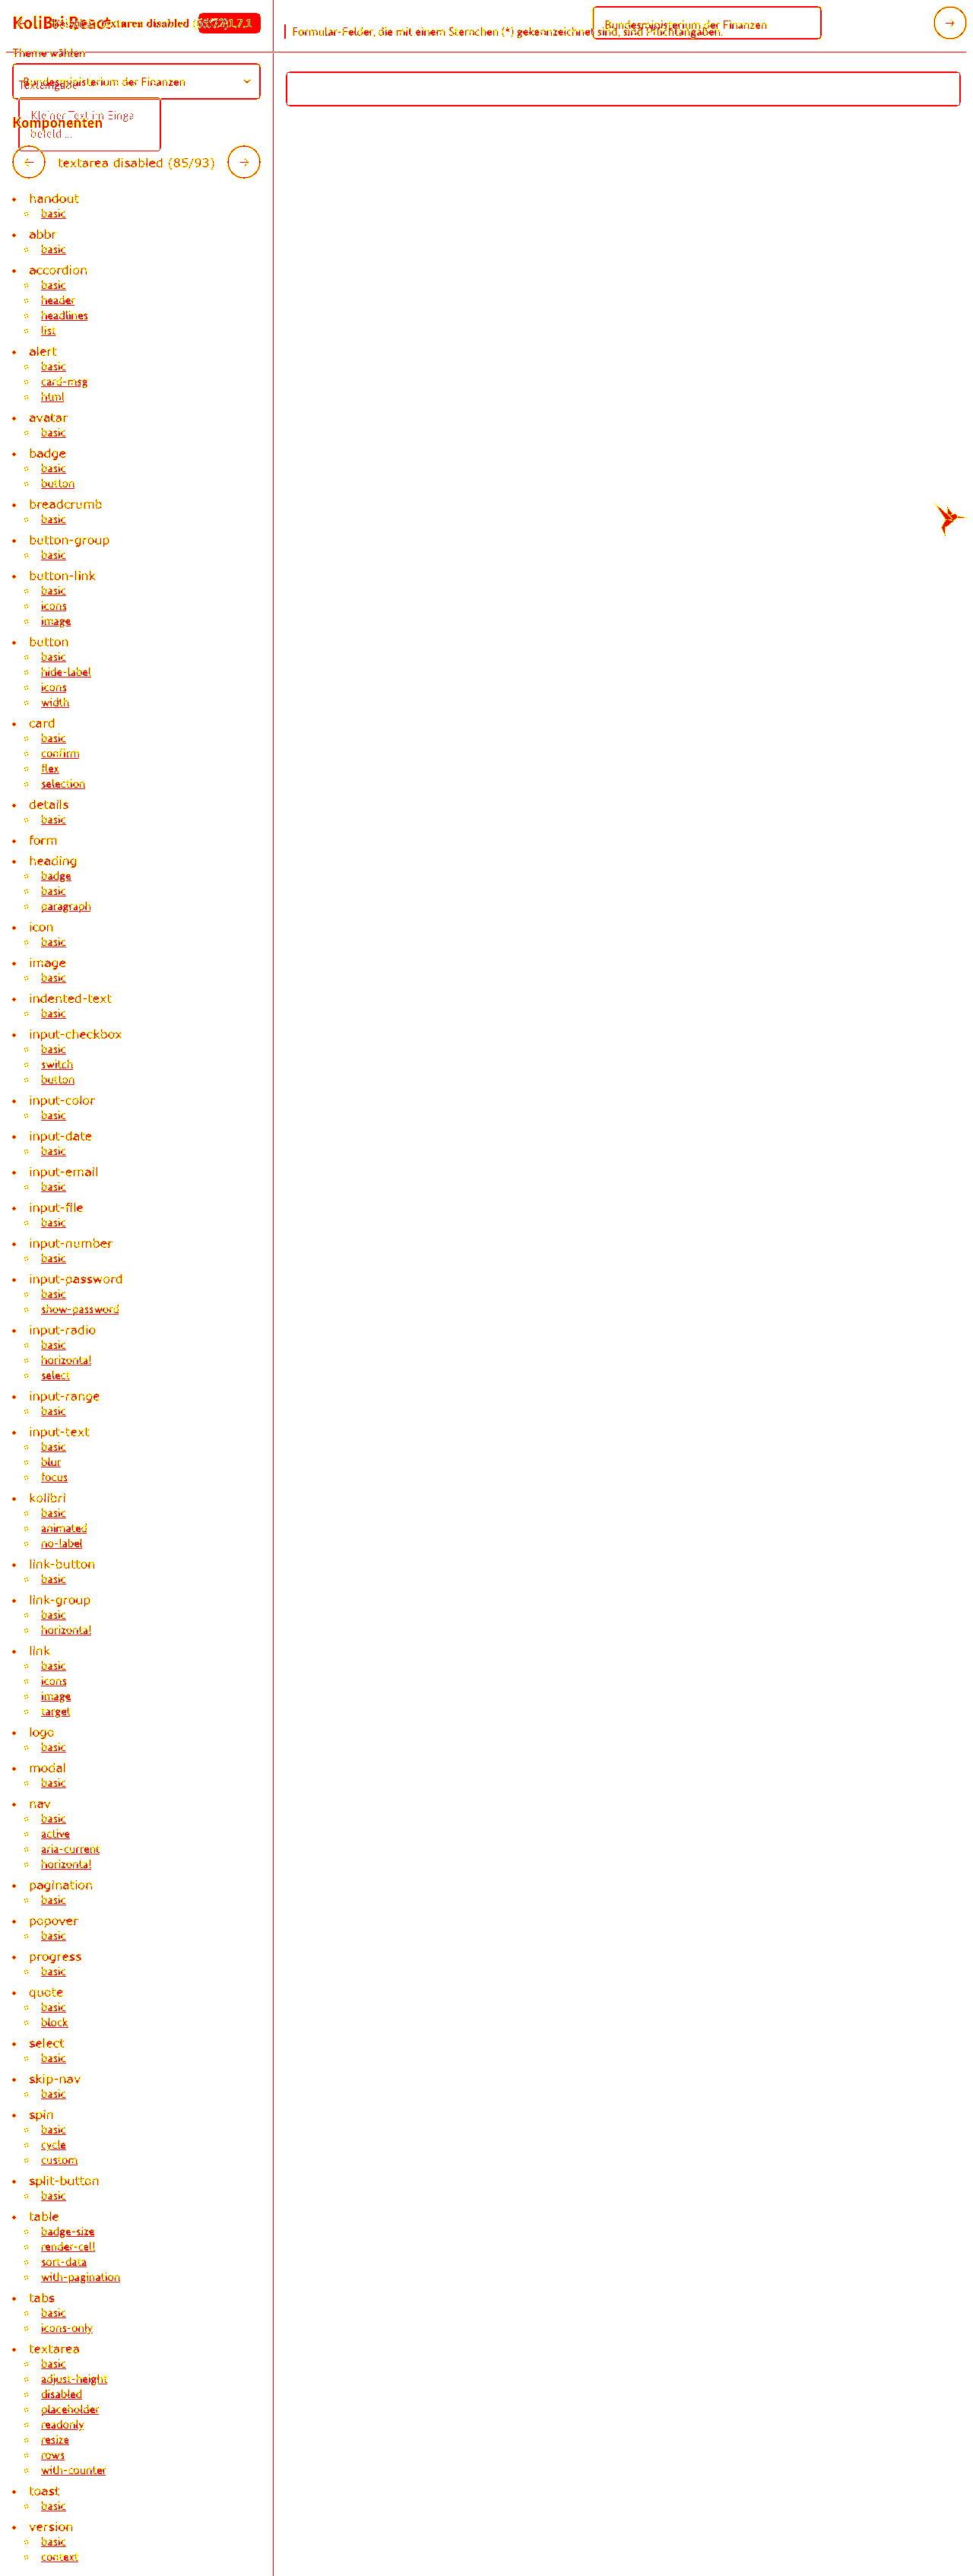 KoliBri React
textarea disabled
Formular-Felder, die mit einem Sternchen (*) gekennzeichnet sind, sind Pflichtangaben.
Bundesministerium der Finanzen
Theme wählen
Bundesministerium der Finanzen
Texteingabe
Kleiner Text im Einga
befeld ...
Komponenten
textarea disabled (85/93)
handout
basic
abbr
basic
accordion
basic
header
headlines
list
alert
basic
card-msg
html
avatar
basic
badge
basic
button
breadcrumb
basic
button-group
basic
button-link
basic
icons
image
button
basic
hide-label
icons
width
card
basic
confirm
flex
selection
details
basic
form
heading
badge
basic
paragraph
icon
basic
image
basic
indented-text
basic
input-checkbox
basic
switch
button
input-color
basic
input-date
basic
input-email
basic
input-file
basic
input-number
basic
input-password
basic
show-password
input-radio
basic
horizontal
select
input-range
basic
input-text
basic
blur
focus
kolibri
basic
animated
no-label
link-button
basic
link-group
basic
horizontal
link
basic
icons
image
target
logo
basic
modal
basic
nav
basic
active
aria-current
horizontal
pagination
basic
popover
basic
progress
basic
quote
basic
block
select
basic
skip-nav
basic
spin
basic
cycle
custom
split-button
basic
table
badge-size
render-cell
sort-data
with-pagination
tabs
basic
icons-only
textarea
basic
adjust-height
disabled
placeholder
readonly
resize
rows
with-counter
toast
basic
version
basic
context